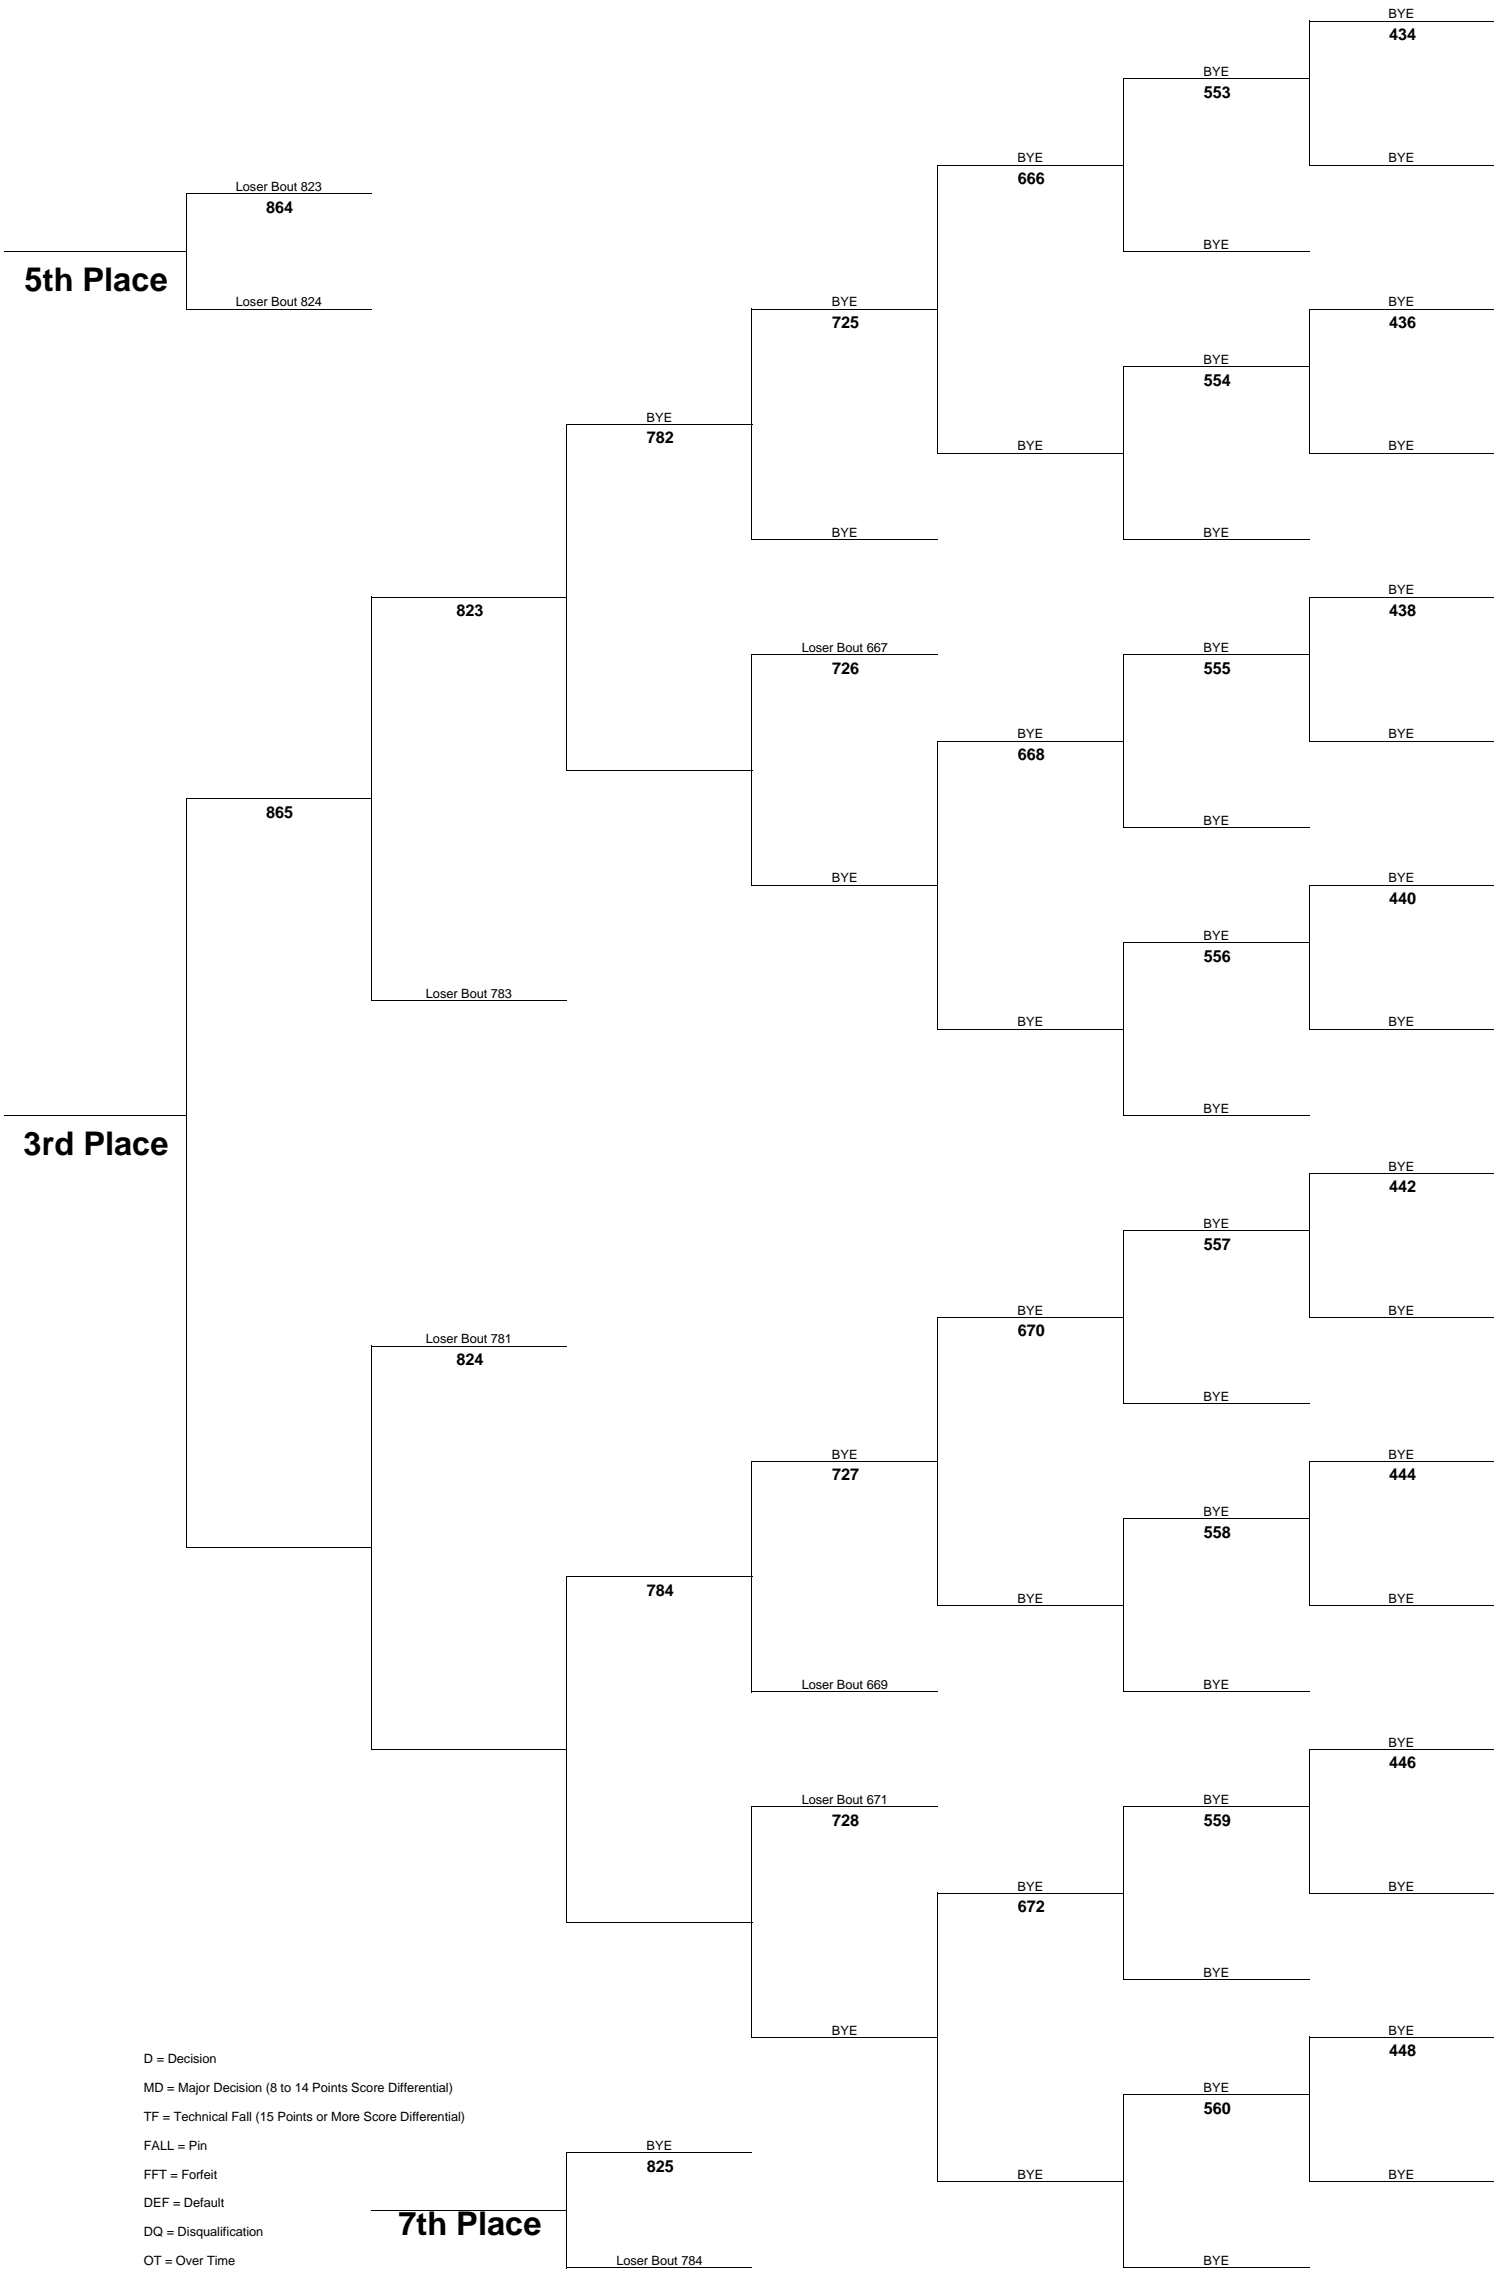 BYE
434
BYE
553
BYE
666
BYE
Loser Bout 823
864
BYE
5th Place
Loser Bout 824
BYE
725
BYE
436
BYE
554
BYE
782
BYE
BYE
BYE
BYE
BYE
438
823
Loser Bout 667
726
BYE
555
BYE
668
BYE
865
BYE
BYE
BYE
440
BYE
556
Loser Bout 783
BYE
BYE
BYE
3rd Place
BYE
442
BYE
557
BYE
670
BYE
Loser Bout 781
824
BYE
BYE
727
BYE
444
BYE
558
784
BYE
BYE
Loser Bout 669
BYE
BYE
446
Loser Bout 671
728
BYE
559
BYE
672
BYE
BYE
BYE
BYE
448
D = Decision
MD = Major Decision (8 to 14 Points Score Differential)
BYE
560
TF = Technical Fall (15 Points or More Score Differential)
FALL = Pin
BYE
825
FFT = Forfeit
BYE
BYE
DEF = Default
7th Place
DQ = Disqualification
OT = Over Time
Loser Bout 784
BYE